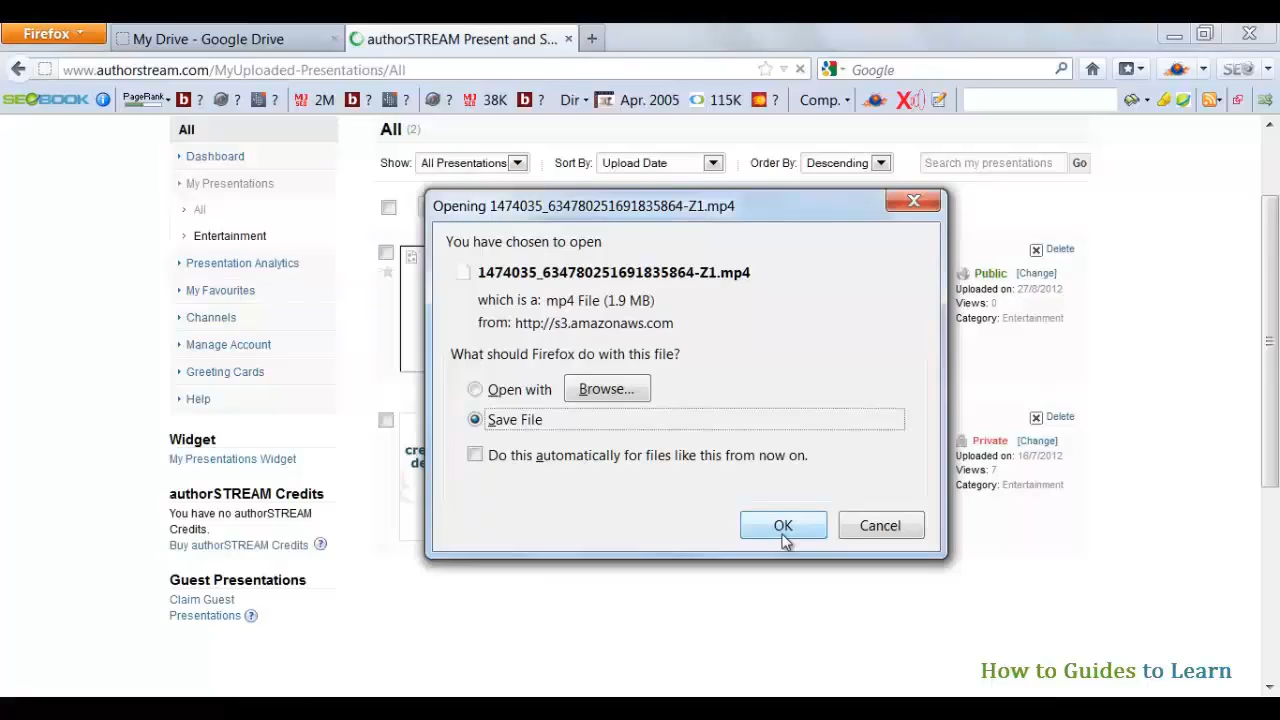 Firefox
My Drive - Google Drive
authorSTREAM Present and S...
www.authorstream.com/MyUploaded-Presentations/All
Google
SEOBOOK
PageRank
?
?
2M
?
?
38K
?
Dir
Apr. 2005
115K
?
Comp.
SEO
All
Dashboard
My Presentations
All
Entertainment
Presentation Analytics
My Favourites
Channels
Manage Account
Greeting Cards
Help
Widget
My Presentations Widget
authorSTREAM Credits
You have no authorSTREAM
Credits.
Buy authorSTREAM Credits ?
Guest Presentations
Claim Guest
Presentations ?
All (2)
Show: All Presentations Sort By: Upload Date Order By: Descending Search my presentations Go
Delete
Public [Change]
Uploaded on: 27/8/2012
Views: 0
Category: Entertainment
cre
de
Delete
Private [Change]
Uploaded on: 16/7/2012
Views: 7
Category: Entertainment
Opening 1474035_634780251691835864-Z1.mp4
You have chosen to open
1474035_634780251691835864-Z1.mp4
which is a: mp4 File (1.9 MB)
from: http://s3.amazonaws.com
What should Firefox do with this file?
Open with Browse...
Save File
Do this automatically for files like this from now on.
OK Cancel
How to Guides to Learn